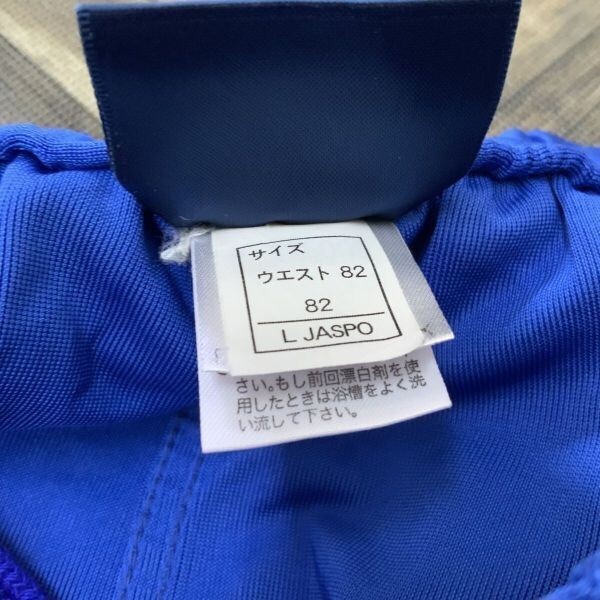 サイズ
ウエスト 82
82
L JASPO
さい。もし前回漂白剤を使
用したときは浴槽をよく洗
い流して下さい。